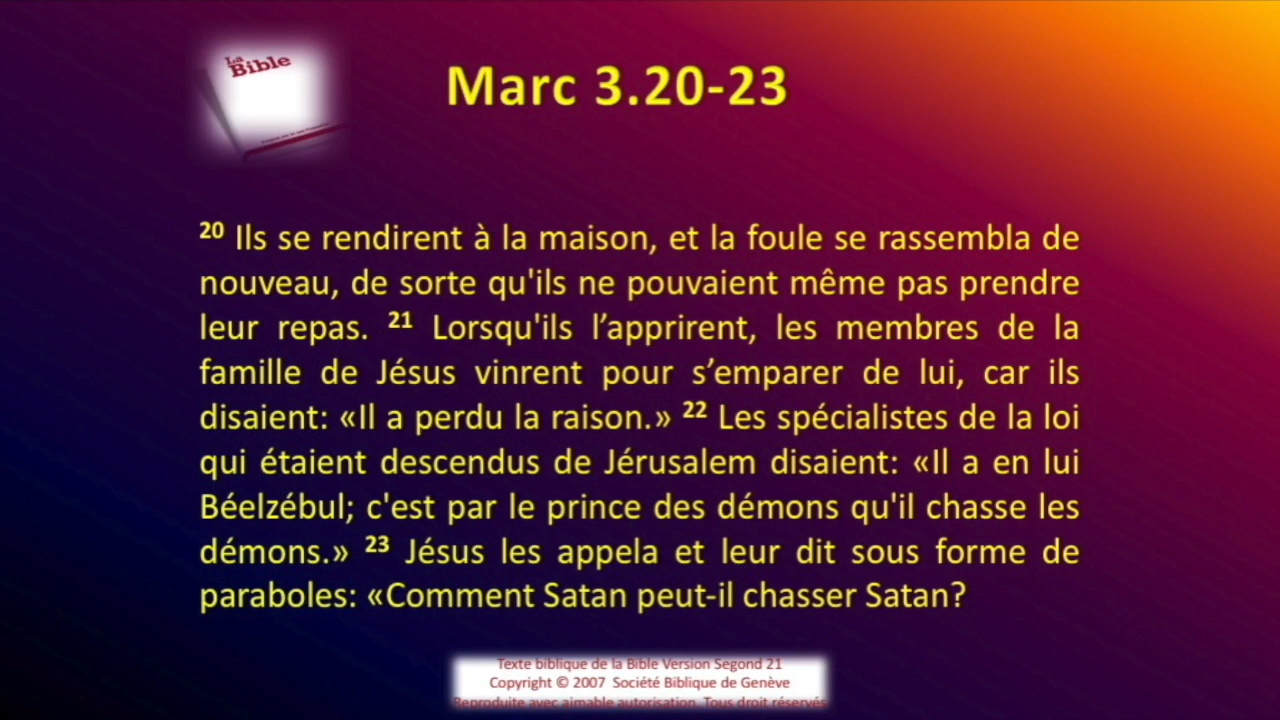 La
Bible
Marc 3.20-23
20 Ils se rendirent à la maison, et la foule se rassembla de
nouveau, de sorte qu'ils ne pouvaient même pas prendre
leur repas. 21 Lorsqu'ils l’apprirent, les membres de la
famille de Jésus vinrent pour s’emparer de lui, car ils
disaient: «Il a perdu la raison.» 22 Les spécialistes de la loi
qui étaient descendus de Jérusalem disaient: «Il a en lui
Béelzébul; c'est par le prince des démons qu'il chasse les
démons.» 23 Jésus les appela et leur dit sous forme de
paraboles: «Comment Satan peut-il chasser Satan?
Texte biblique de la Bible Version Segond 21
Copyright © 2007 Société Biblique de Genève
Reproduite avec aimable autorisation. Tous droit réservés